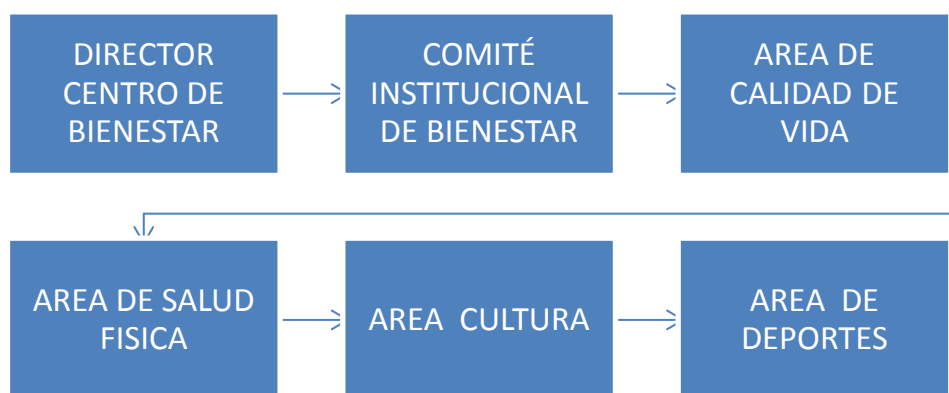 DIRECTOR
CENTRO DE
BIENESTAR
COMITÉ
INSTITUCIONAL
DE BIENESTAR
AREA DE
CALIDAD DE
VIDA
AREA DE SALUD
FISICA
AREA CULTURA
AREA DE
DEPORTES